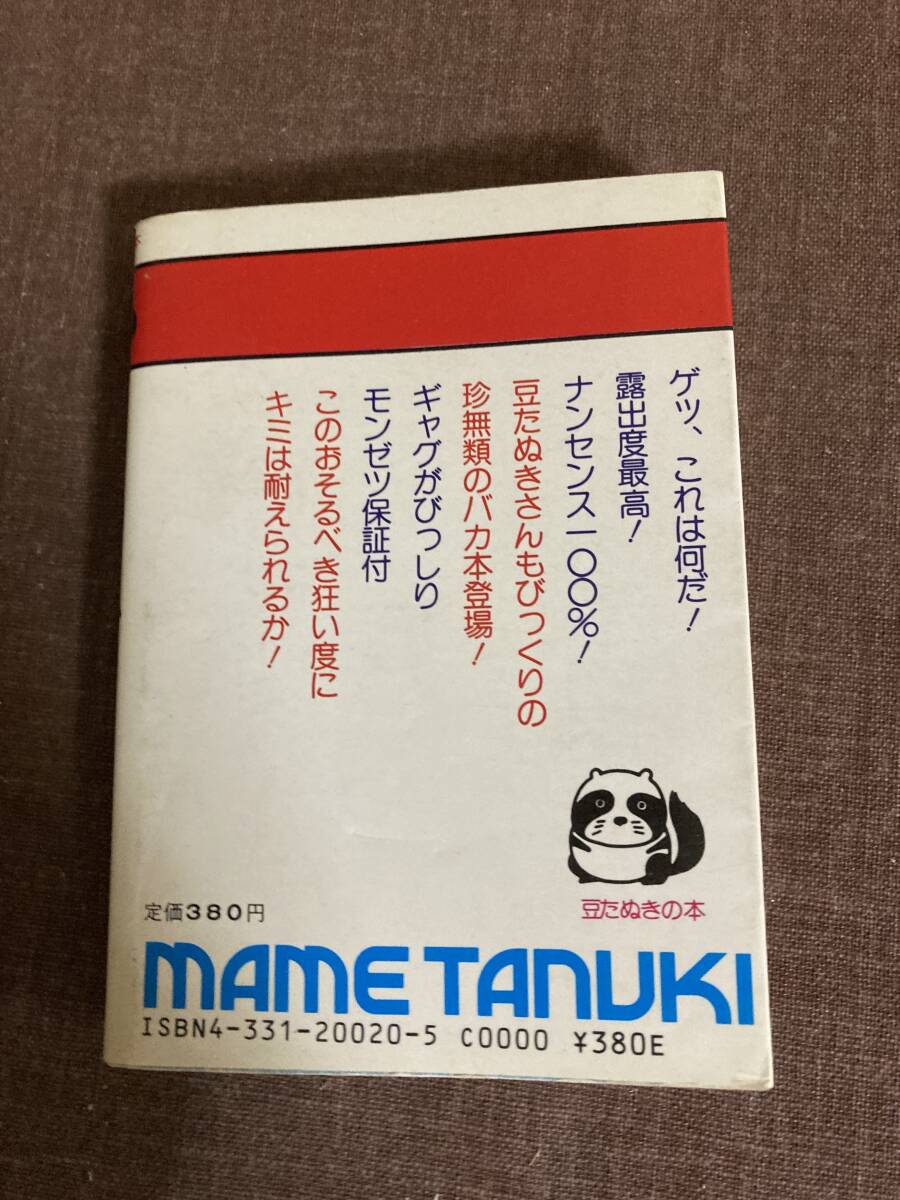 ゲッ、これは何だ！
露出度最高！
ナンセンス一〇〇％！
豆たぬきさんもびっくりの
珍無類のバカ本登場！
ギャグがびっしり
モンゼツ保証付
このおそるべき狂い度に
キミは耐えられるか！
豆たぬきの本
定価380円
MAME TANUKI
ISBN4-331-20020-5 C0000 ¥380E